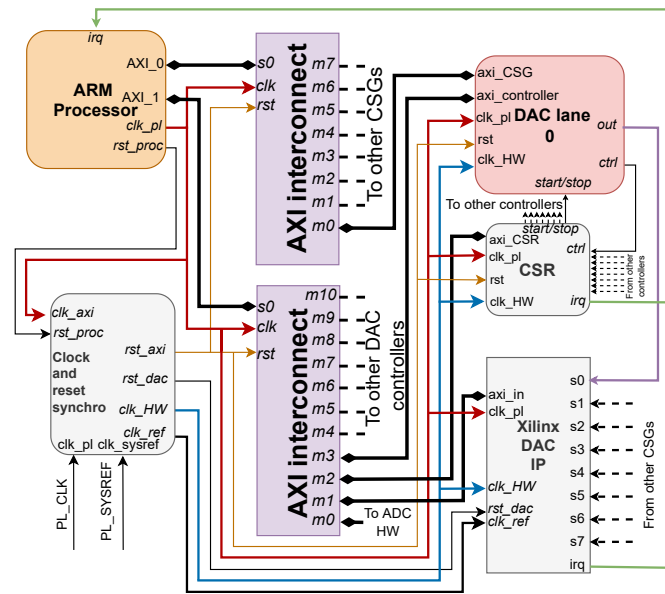 irq
AXI_0
ARM
Processor
AXI_1
clk_pl
rst_proc
s0
clk
rst
AXI interconnect
m7
m6
m5
m4
m3
m2
m1
m0
To other CSGs
axi_CSG
axi_controller
clk_pl
rst
clk_HW
DAC lane
0
out
ctrl
start/stop
To other controllers
start/stop
axi_CSR
clk_pl
CSR
rst
clk_HW
ctrl
irq
From other
controllers
clk_axi
rst_proc
Clock
and
reset
synchro
rst_axi
rst_dac
clk_HW
clk_ref
clk_pl
clk_sysref
PL_CLK
PL_SYSREF
s0
clk
rst
AXI interconnect
m10
m9
m8
m7
m6
m5
m4
m3
m2
m1
m0
To other DAC
controllers
To ADC
HW
axi_in
clk_pl
Xilinx
DAC
IP
clk_HW
rst_dac
clk_ref
s0
s1
s2
s3
s4
s5
s6
s7
irq
From other CSGs